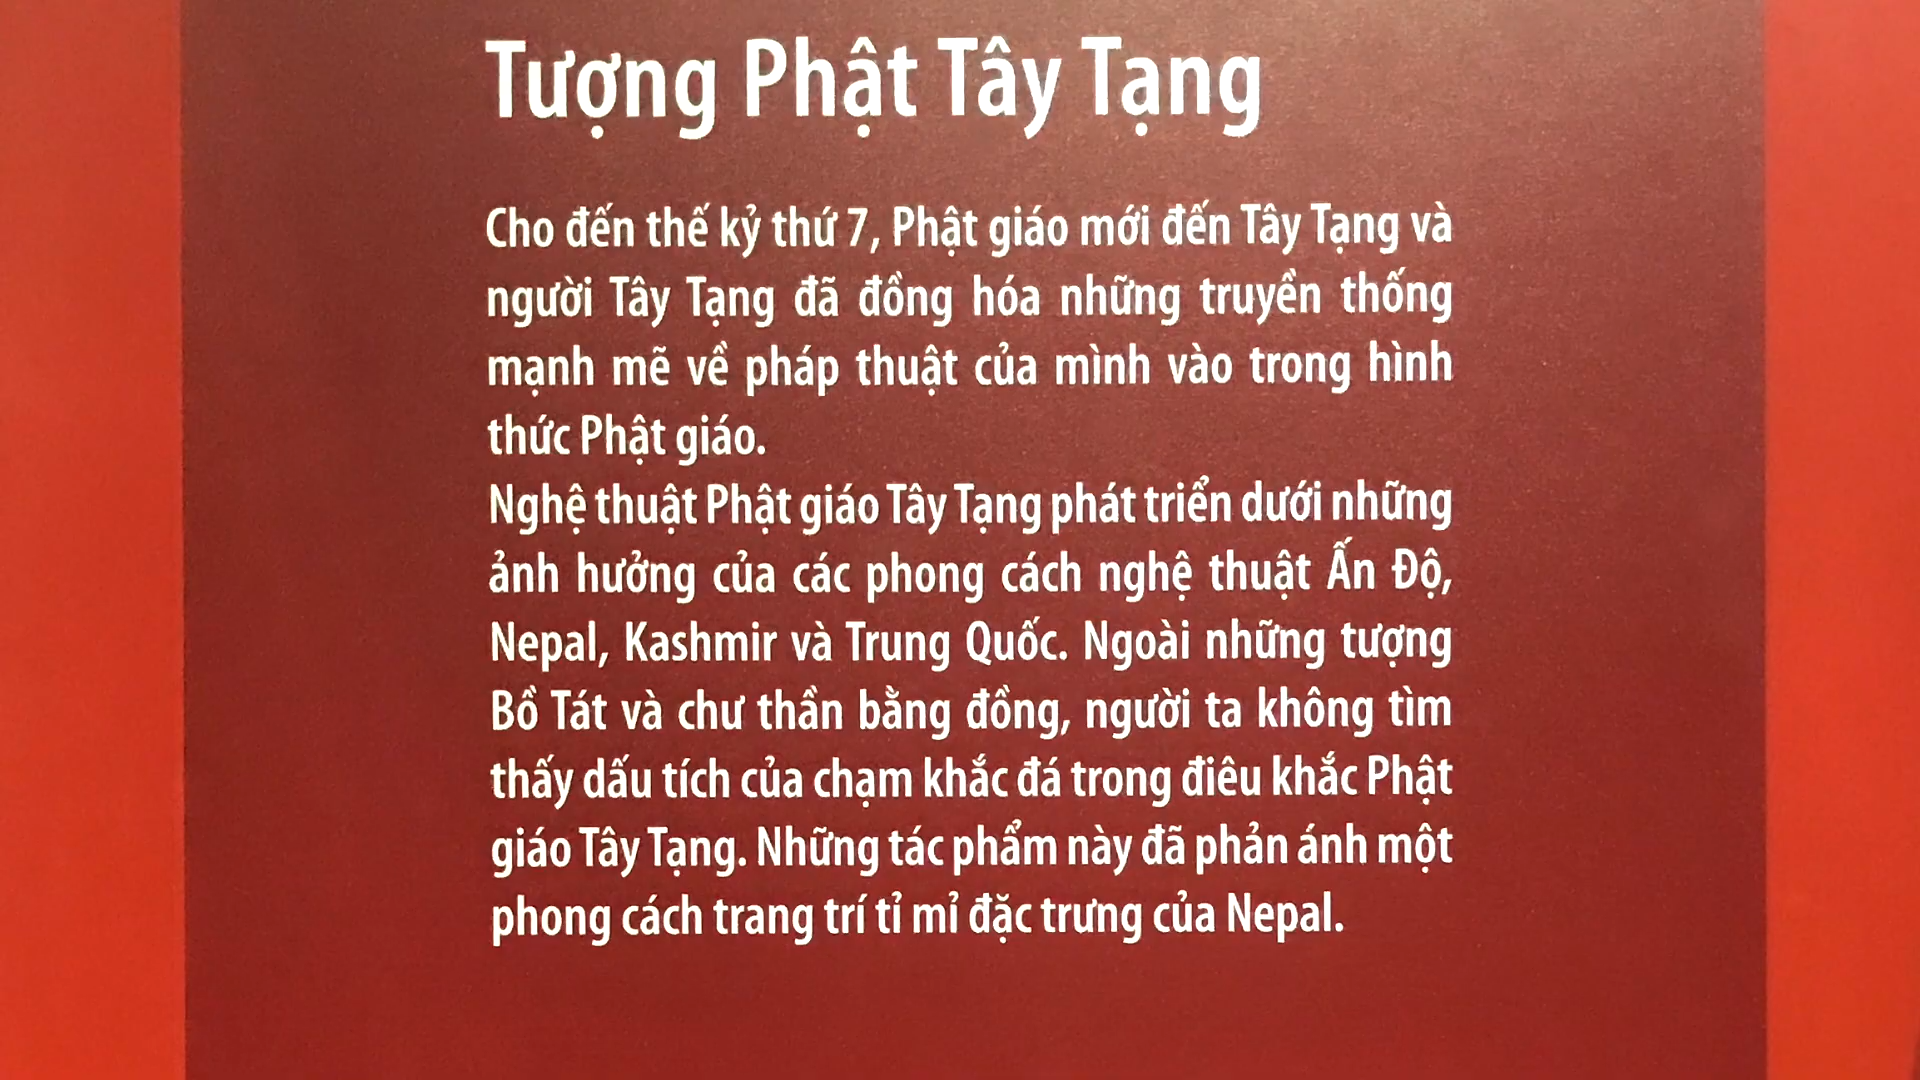 Tượng Phật Tây Tạng
Cho đến thế kỷ thứ 7, Phật giáo mới đến Tây Tạng và
người Tây Tạng đã đồng hóa những truyền thống
mạnh mẽ về pháp thuật của mình vào trong hình
thức Phật giáo.
Nghệ thuật Phật giáo Tây Tạng phát triển dưới những
ảnh hưởng của các phong cách nghệ thuật Ấn Độ,
Nepal, Kashmir và Trung Quốc. Ngoài những tượng
Bồ Tát và chư thần bằng đồng, người ta không tìm
thấy dấu tích của chạm khắc đá trong điêu khắc Phật
giáo Tây Tạng. Những tác phẩm này đã phản ánh một
phong cách trang trí tỉ mỉ đặc trưng của Nepal.